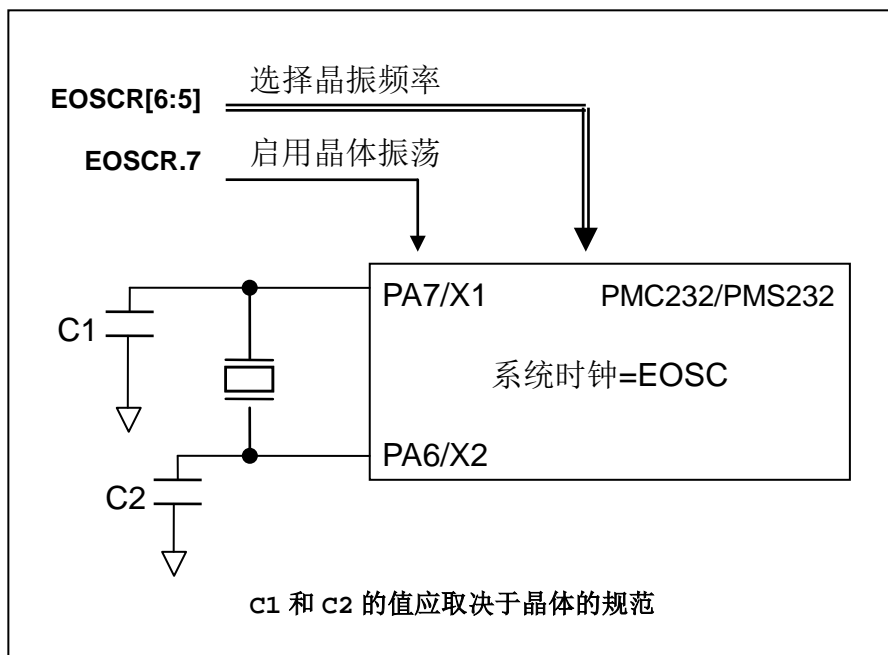 EOSCR[6:5] 选择晶振频率
EOSCR.7 启用晶体振荡
PA7/X1 PMC232/PMS232
C1
系统时钟=EOSC
PA6/X2
C2
C1 和 C2 的值应取决于晶体的规范